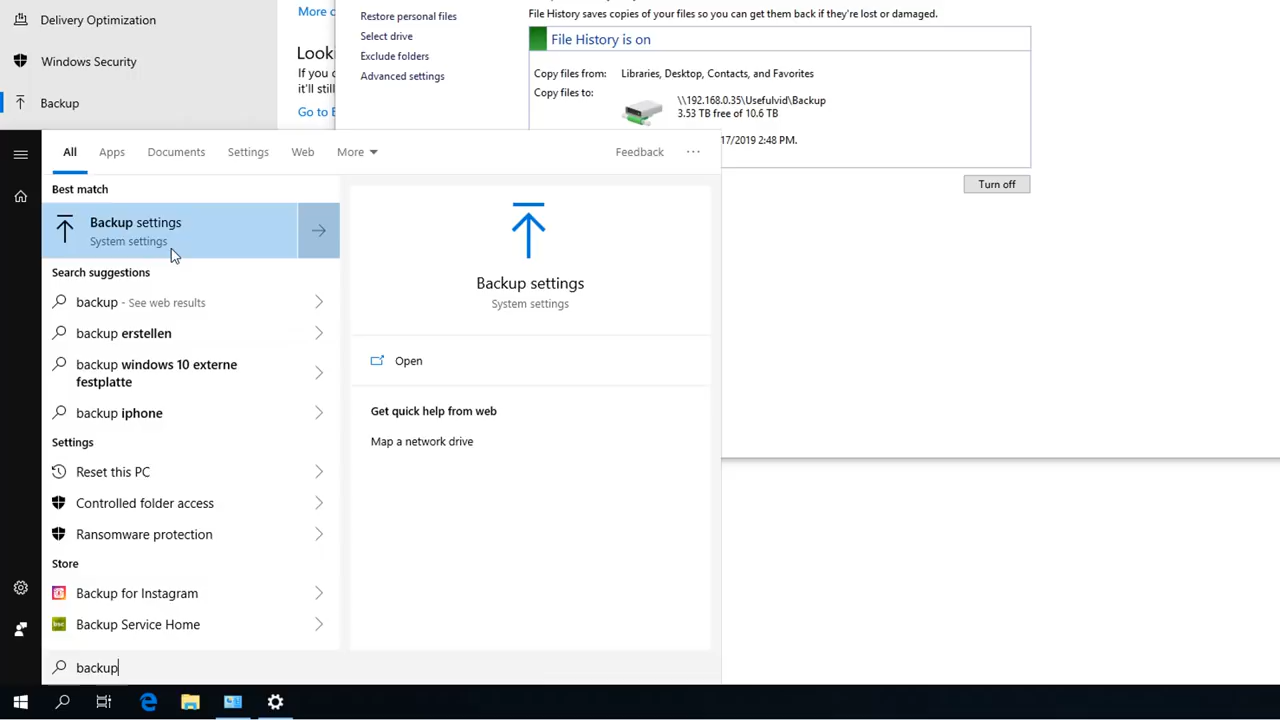 Delivery Optimization
Windows Security
Backup
More
Look
If you
it'll still
Restore personal files
Select drive
Exclude folders
Advanced settings
File History saves copies of your files so you can get them back if they're lost or damaged.
File History is on
Copy files from: Libraries, Desktop, Contacts, and Favorites
Copy files to: \\192.168.0.35\Usefulvid\Backup
3.53 TB free of 10.6 TB
17/2019 2:48 PM.
Turn off
All Apps Documents Settings Web More Feedback ...
Best match
Backup settings
System settings
Search suggestions
backup - See web results
backup erstellen
backup windows 10 externe
festplatte
backup iphone
Settings
Reset this PC
Controlled folder access
Ransomware protection
Store
Backup for Instagram
bsc Backup Service Home
Backup settings
System settings
Open
Get quick help from web
Map a network drive
backup